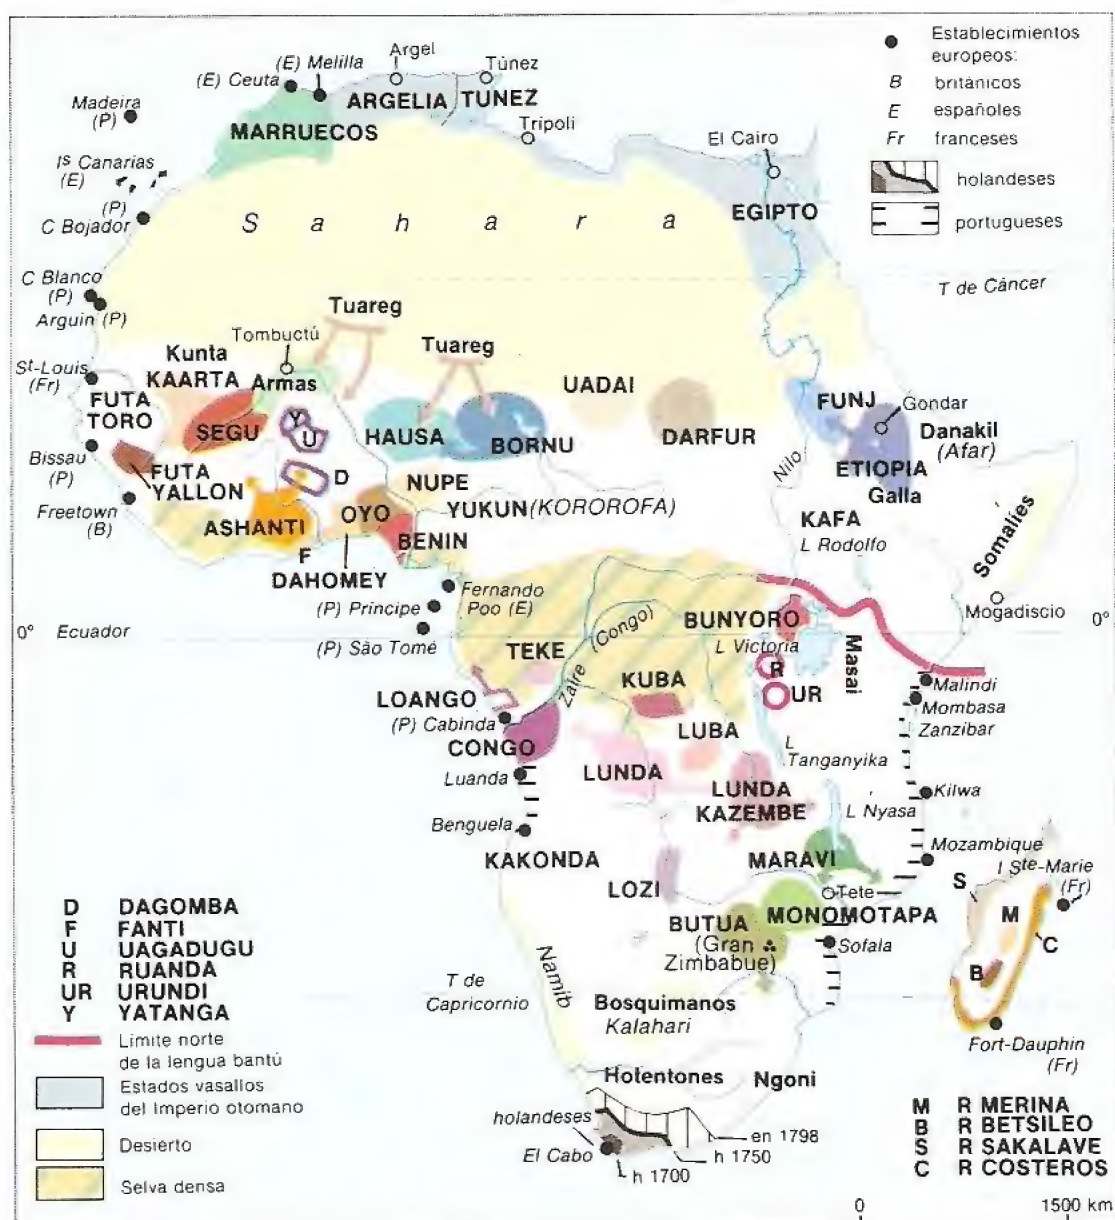 Establecimientos
europeos:
B británicos
E españoles
Fr franceses
holandeses
portugueses
Argel
(E) Melilla
(E) Ceuta
Túnez
Madeira
(P)
ARGELIA
TUNEZ
MARRUECOS
Trípoli
El Cairo
Iˢ Canarias
(E)
(P)
C Bojador
EGIPTO
S a h a r a
C Blanco
(P)
Arguin (P)
T de Cáncer
Tuareg
Tombuctú
Tuareg
Kunta
KAARTA
Armas
Sᵗ-Louis
(Fr)
UADAI
FUTA
TORO
FUNJ
Gondar
Y
U
SEGU
HAUSA
BORNU
DARFUR
Danakil
(Afar)
Bissau
(P)
Nilo
ETIOPIA
Galla
FUTA
YALLON
D
NUPE
Freetown
(B)
YUKUN (KOROROFA)
ASHANTI
OYO
KAFA
BENIN
L Rodolfo
F
Somalíes
DAHOMEY
Fernando
Poo (E)
(P) Príncipe
Mogadiscio
BUNYORO
0° Ecuador
0°
(P) São Tomé
(Congo)
Zaire
TEKE
L Victoria
Masai
R
KUBA
UR
LOANGO
Malindi
(P) Cabinda
Mombasa
LUBA
Zanzibar
CONGO
L
Tanganyika
Luanda
LUNDA
LUNDA
KAZEMBE
Kilwa
L Nyasa
Benguela
Mozambique
KAKONDA
MARAVI
I Sᵗᵉ-Marie
(Fr)
S
LOZI
Tete
M
BUTUA
MONOMOTAPA
(Gran
Zimbabue)
Sofala
C
B
Namib
T de
Capricornio
Bosquimanos
Kalahari
Fort-Dauphin
(Fr)
Holentones
Ngoni
holandeses
en 1798
El Cabo
h 1750
h 1700
D DAGOMBA
F FANTI
U UAGADUGU
R RUANDA
UR URUNDI
Y YATANGA
Límite norte
de la lengua bantú
Estados vasallos
del Imperio otomano
Desierto
Selva densa
M R MERINA
B R BETSILEO
S R SAKALAVE
C R COSTEROS
0 1500 km